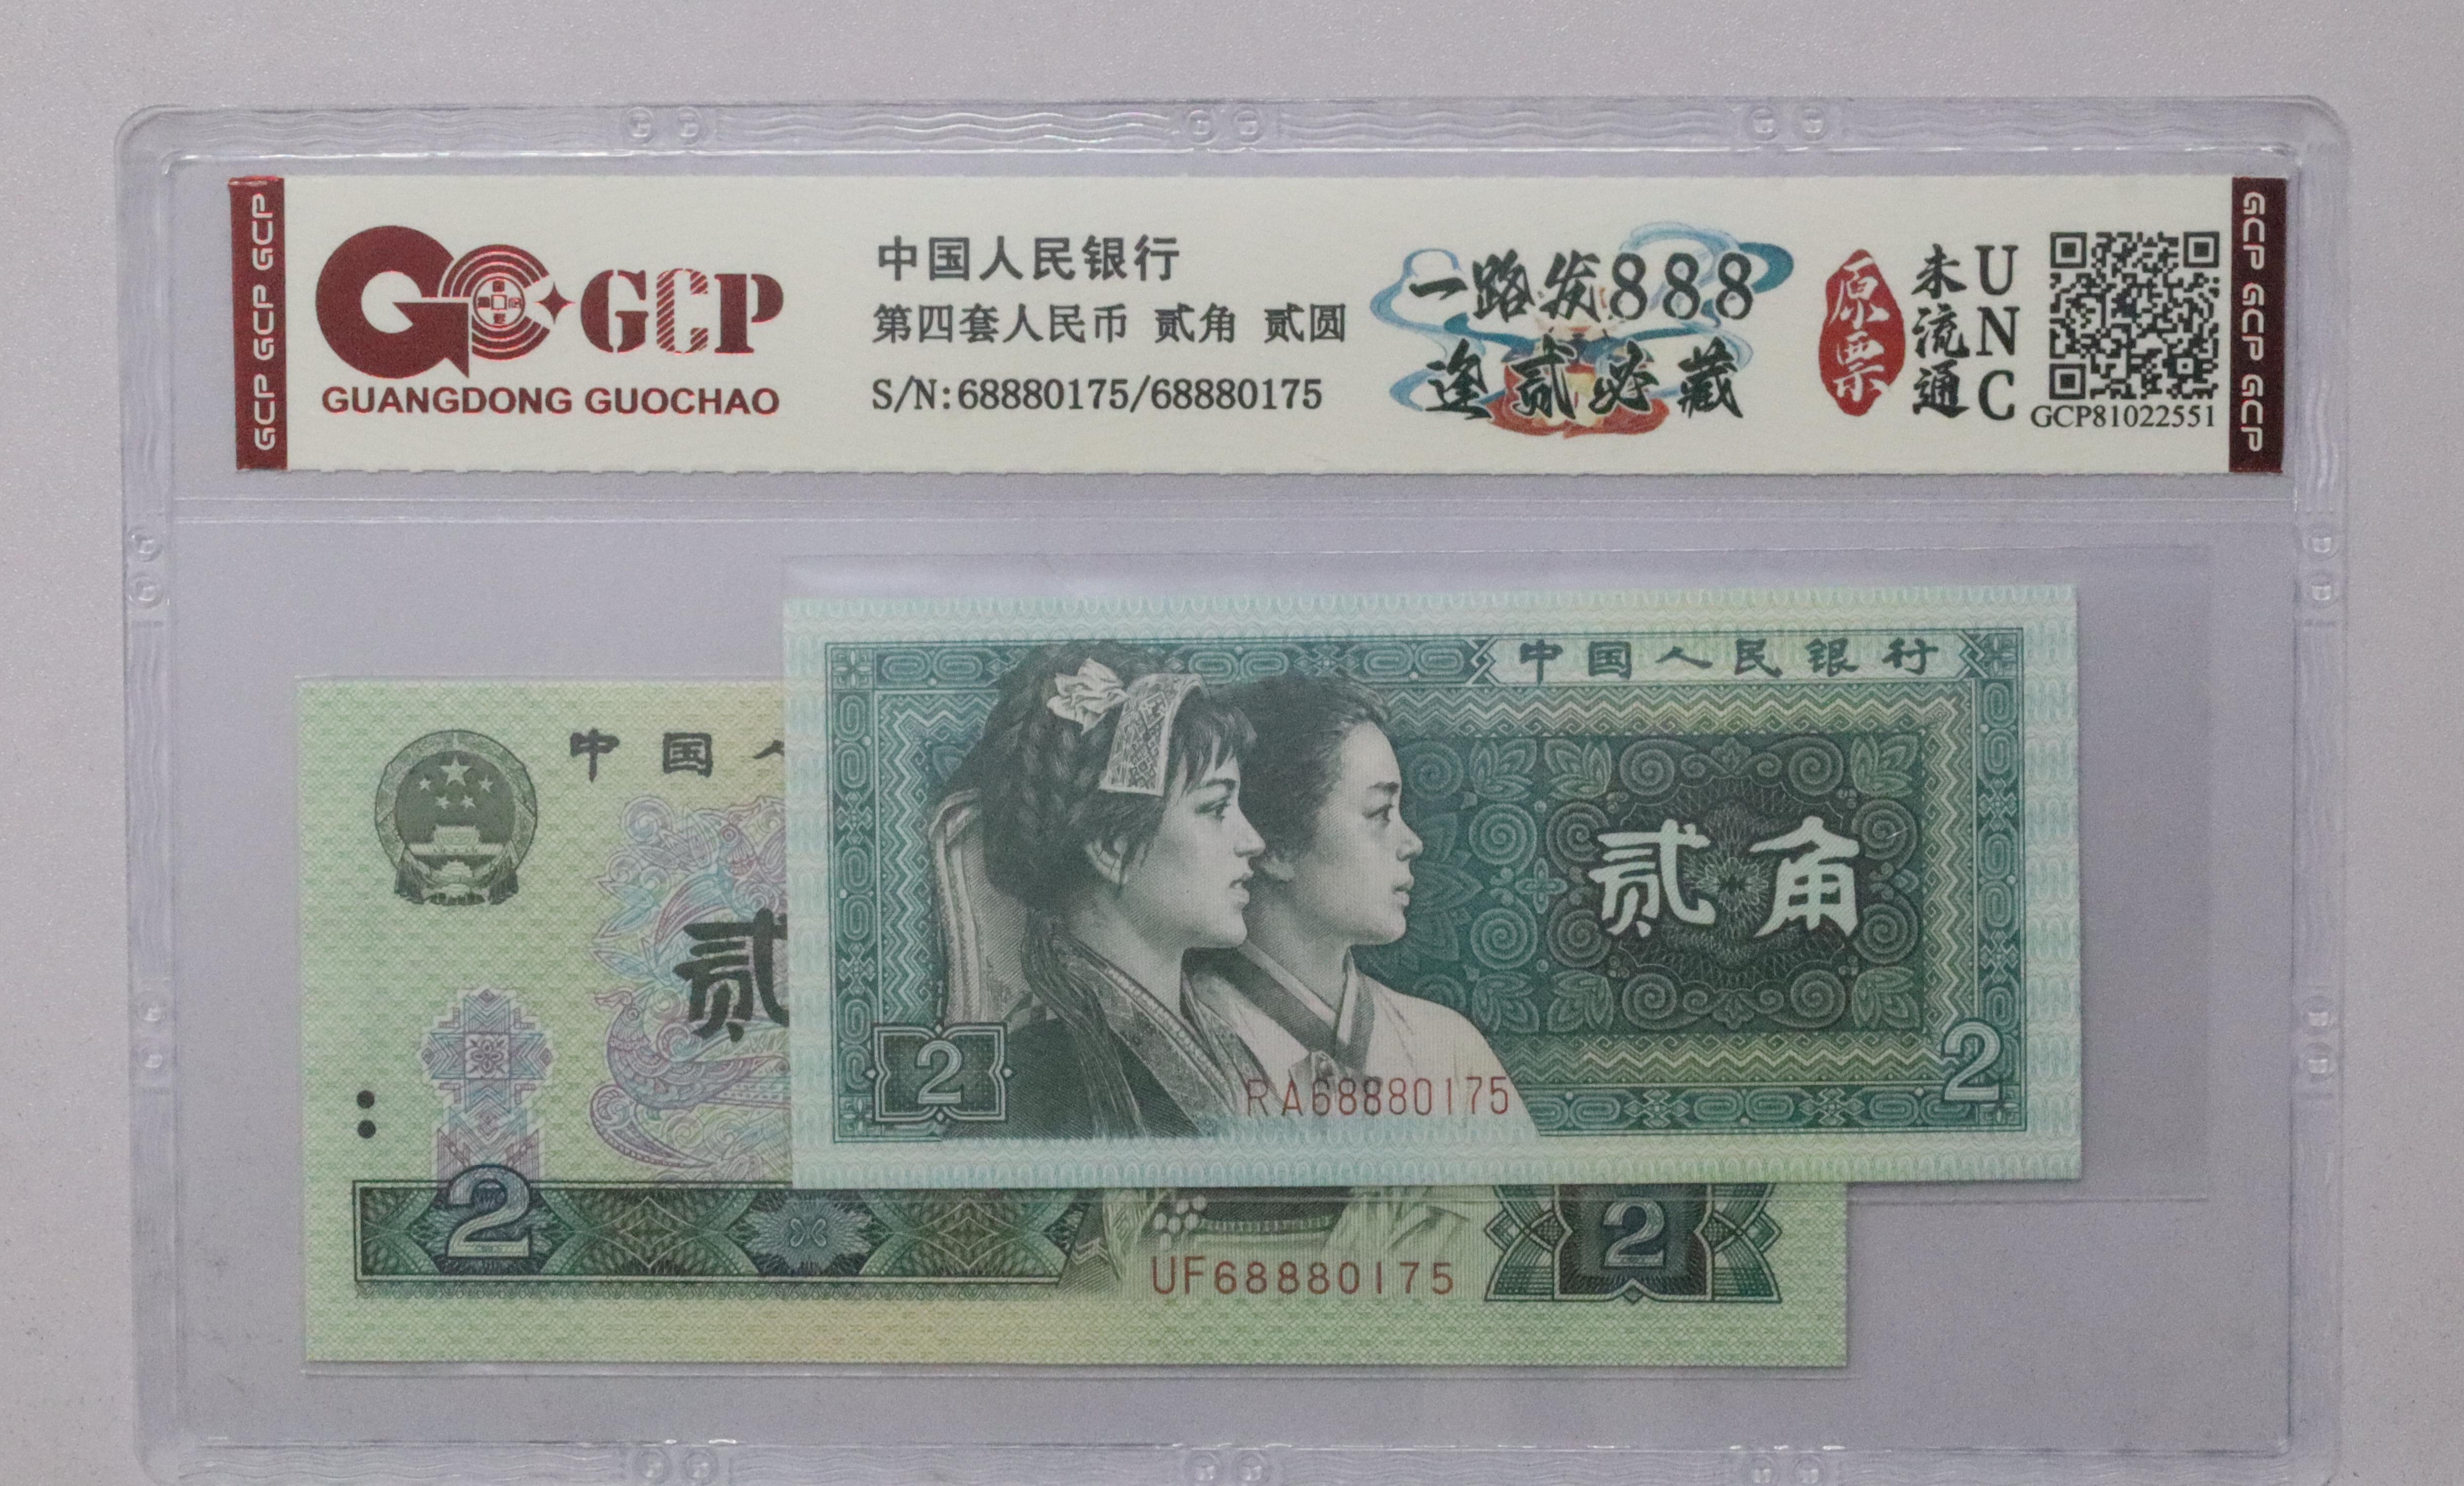 GCP GCP GCP
GCP
GUANGDONG GUOCHAO
中国人民银行
第四套人民币 贰角 贰圆
S/N:68880175/68880175
一路发888
逢贰必藏
原票
未流通
UNC
GCP81022551
GCP GCP GCP
中国人民银行
贰角
2
RA68880175
2
中国人
贰
2
UF68880175
2